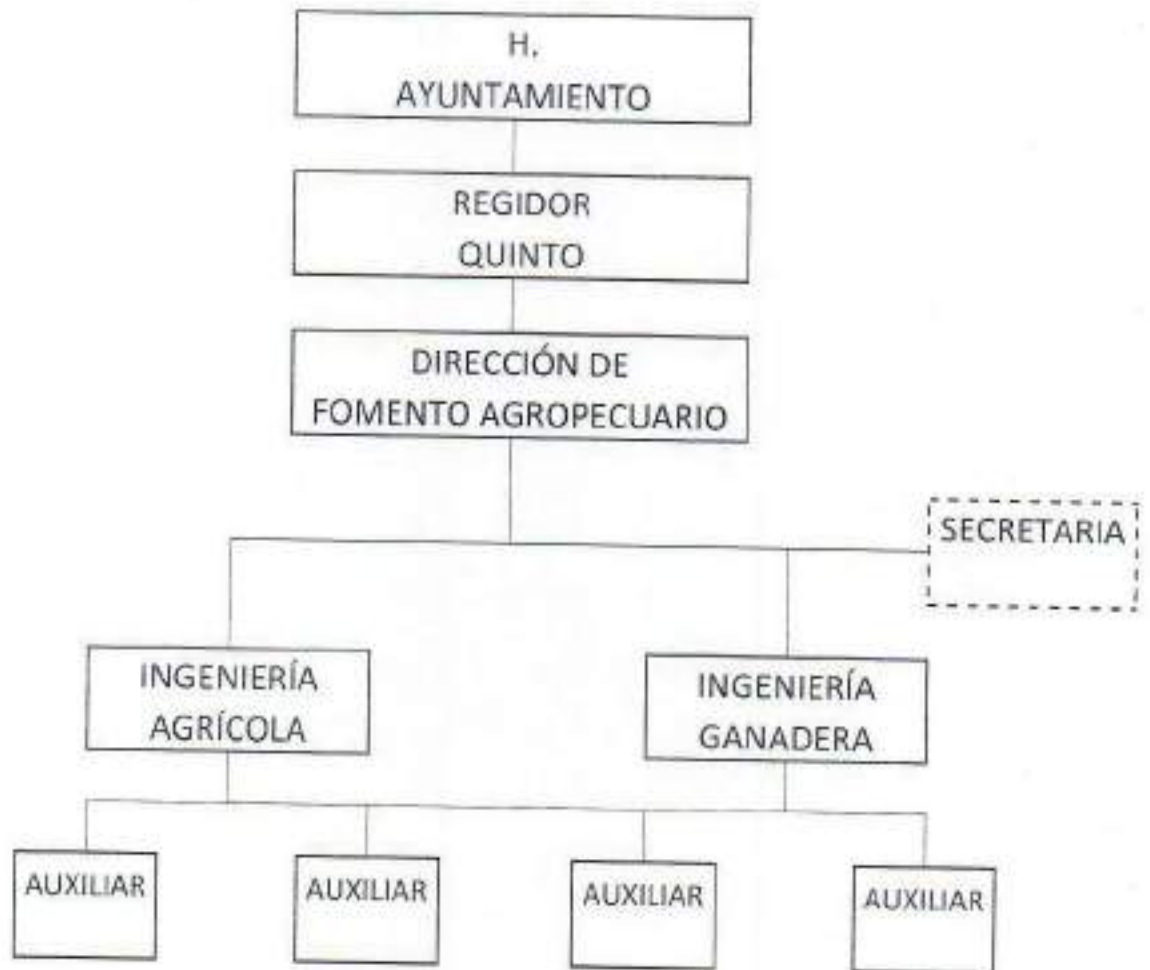 H.
AYUNTAMIENTO
REGIDOR
QUINTO
DIRECCIÓN DE
FOMENTO AGROPECUARIO
SECRETARIA
INGENIERÍA
AGRÍCOLA
INGENIERÍA
GANADERA
AUXILIAR
AUXILIAR
AUXILIAR
AUXILIAR